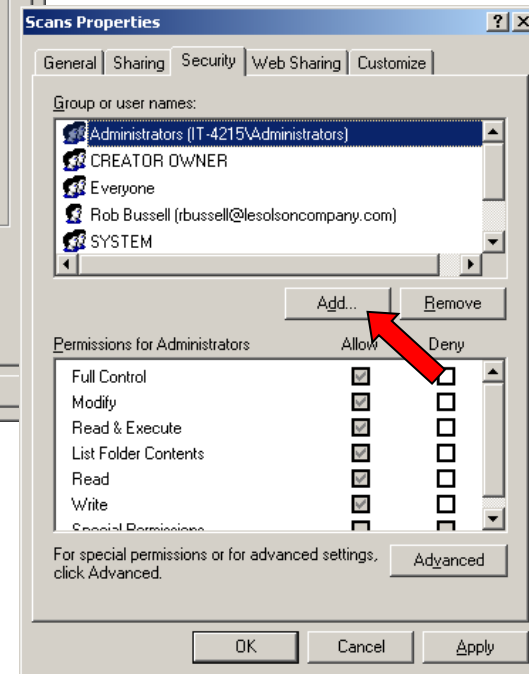 Scans Properties
General Sharing Security Web Sharing Customize
Group or user names:
Administrators (IT-4215\Administrators)
CREATOR OWNER
Everyone
Rob Bussell (rbussell@lesolsoncompany.com)
SYSTEM
Add... Remove
Permissions for Administrators Allow Deny
Full Control
Modify
Read & Execute
List Folder Contents
Read
Write
Special Permissions
For special permissions or for advanced settings, Advanced
click Advanced.
OK Cancel Apply